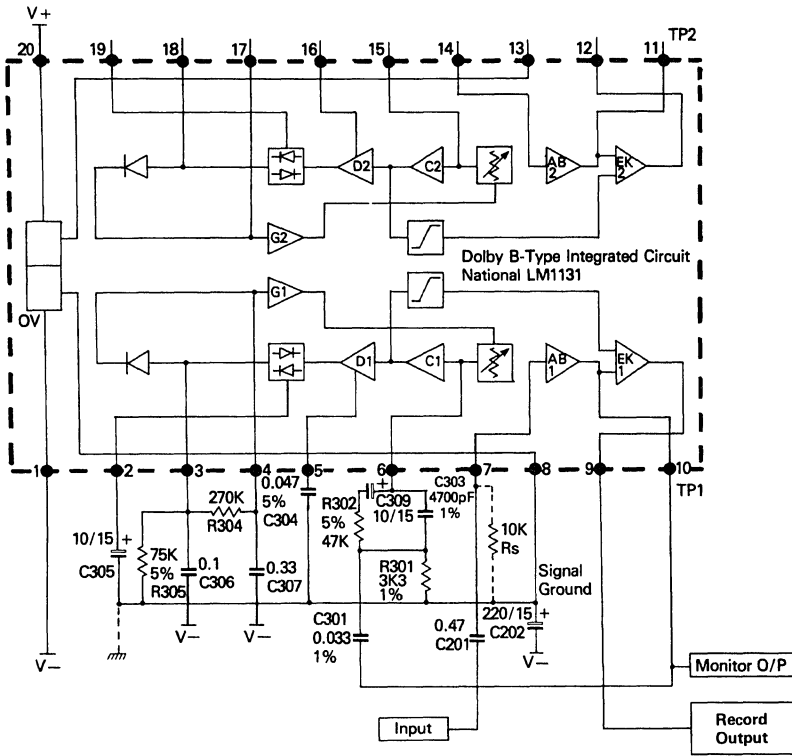 V+
20
19
18
17
16
15
14
13
12
11
TP2
D2
C2
AB
2
EK
2
G2
Dolby B-Type Integrated Circuit
National LM1131
G1
OV
D1
C1
AB
1
EK
1
1
2
3
4
5
6
7
8
9
10
TP1
10/15 +
C305
75K
5%
R305
270K
R304
0.1
C306
V−
0.33
C307
V−
0.047
5%
C304
R302
5%
47K
+
C309
10/15
C303
4700pF
1%
R301
3K3
1%
10K
Rs
Signal
Ground
C301
0.033
1%
0.47
C201
220/15 +
C202
V−
V−
Monitor O/P
Input
Record
Output